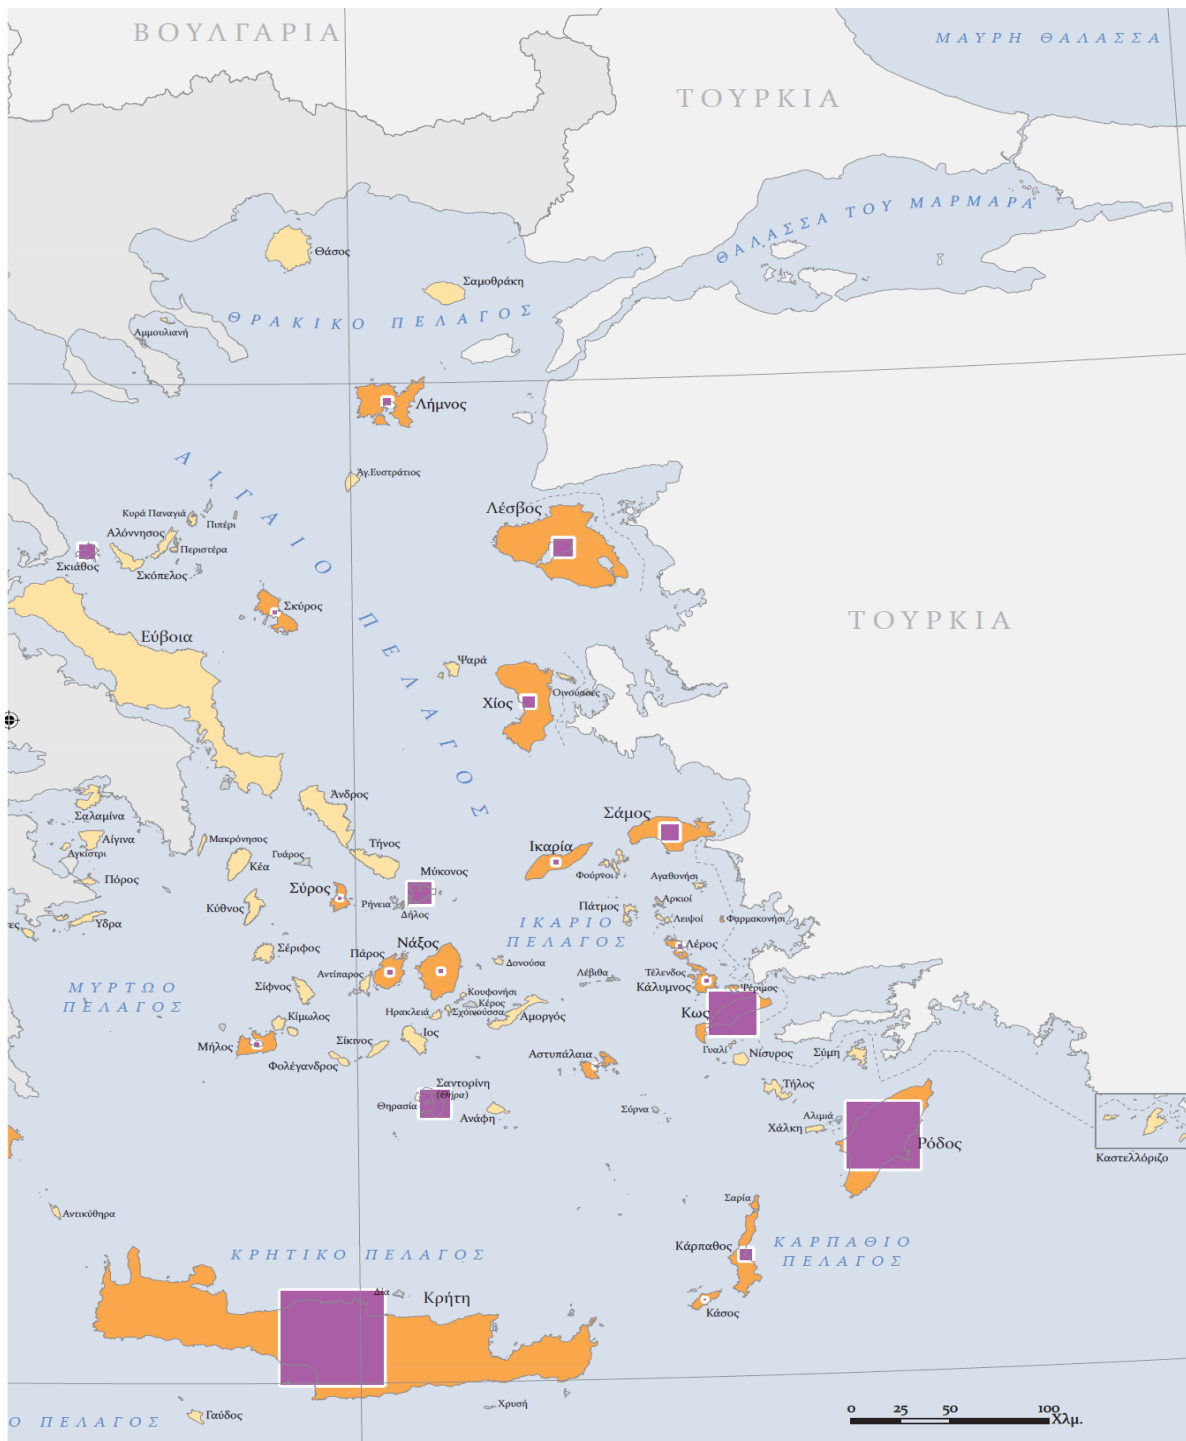 ΒΟΥΛΓΑΡΙΑ
ΜΑΥΡΗ ΘΑΛΑΣΣΑ
ΤΟΥΡΚΙΑ
ΘΑΛΑΣΣΑ ΤΟΥ ΜΑΡΜΑΡΑ
Θάσος
Σαμοθράκη
ΘΡΑΚΙΚΟ ΠΕΛΑΓΟΣ
Αμμουλιανή
Λήμνος
ΑΙΓΑΙΟ ΠΕΛΑΓΟΣ
Άγ.Ευστράτιος
Λέσβος
Κυρά Παναγιά
Πιπέρι
Αλόννησος
Περιστέρα
Σκιάθος
Σκόπελος
Σκύρος
ΤΟΥΡΚΙΑ
Εύβοια
Ψαρά
Οινούσσες
Χίος
Άνδρος
Σαλαμίνα
Σάμος
Αίγινα
Μακρόνησος
Τήνος
Ικαρία
Αγκίστρι
Γυάρος
Κέα
Μύκονος
Φούρνοι
Αγαθονήσι
Πόρος
Σύρος
Ρήνεια
Δήλος
Αρκιοί
Πάτμος
Κύθνος
Λειψοί
Φαρμακονήσι
Ύδρα
ΙΚΑΡΙΟ
ΠΕΛΑΓΟΣ
τες
Σέριφος
Νάξος
Λέρος
Πάρος
Δονούσα
Αντίπαρος
Λέβιθα
Τέλενδος
Κάλυμνος
Ψέριμος
ΜΥΡΤΩΟ
ΠΕΛΑΓΟΣ
Σίφνος
Κουφονήσι
Κέρος
Ηρακλειά
Σχοινούσσα
Αμοργός
Κως
Κίμωλος
Ιος
Μήλος
Σίκινος
Φολέγανδρος
Αστυπάλαια
Γυαλί
Νίσυρος
Σύμη
Σαντορίνη
(Θήρα)
Θηρασία
Ανάφη
Σύρνα
Τήλος
Αλιμιά
Χάλκη
Ρόδος
Καστελλόριζο
Σαρία
Αντικύθηρα
ΚΡΗΤΙΚΟ ΠΕΛΑΓΟΣ
Κάρπαθος
ΚΑΡΠΑΘΙΟ
ΠΕΛΑΓΟΣ
Δία
Κρήτη
Κάσος
Χρυσή
Γαύδος
Ο ΠΕΛΑΓΟΣ
0 25 50 100
Χλμ.